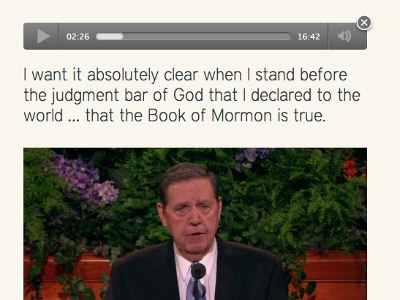 02:26 16:42
I want it absolutely clear when I stand before
the judgment bar of God that I declared to the
world ... that the Book of Mormon is true.